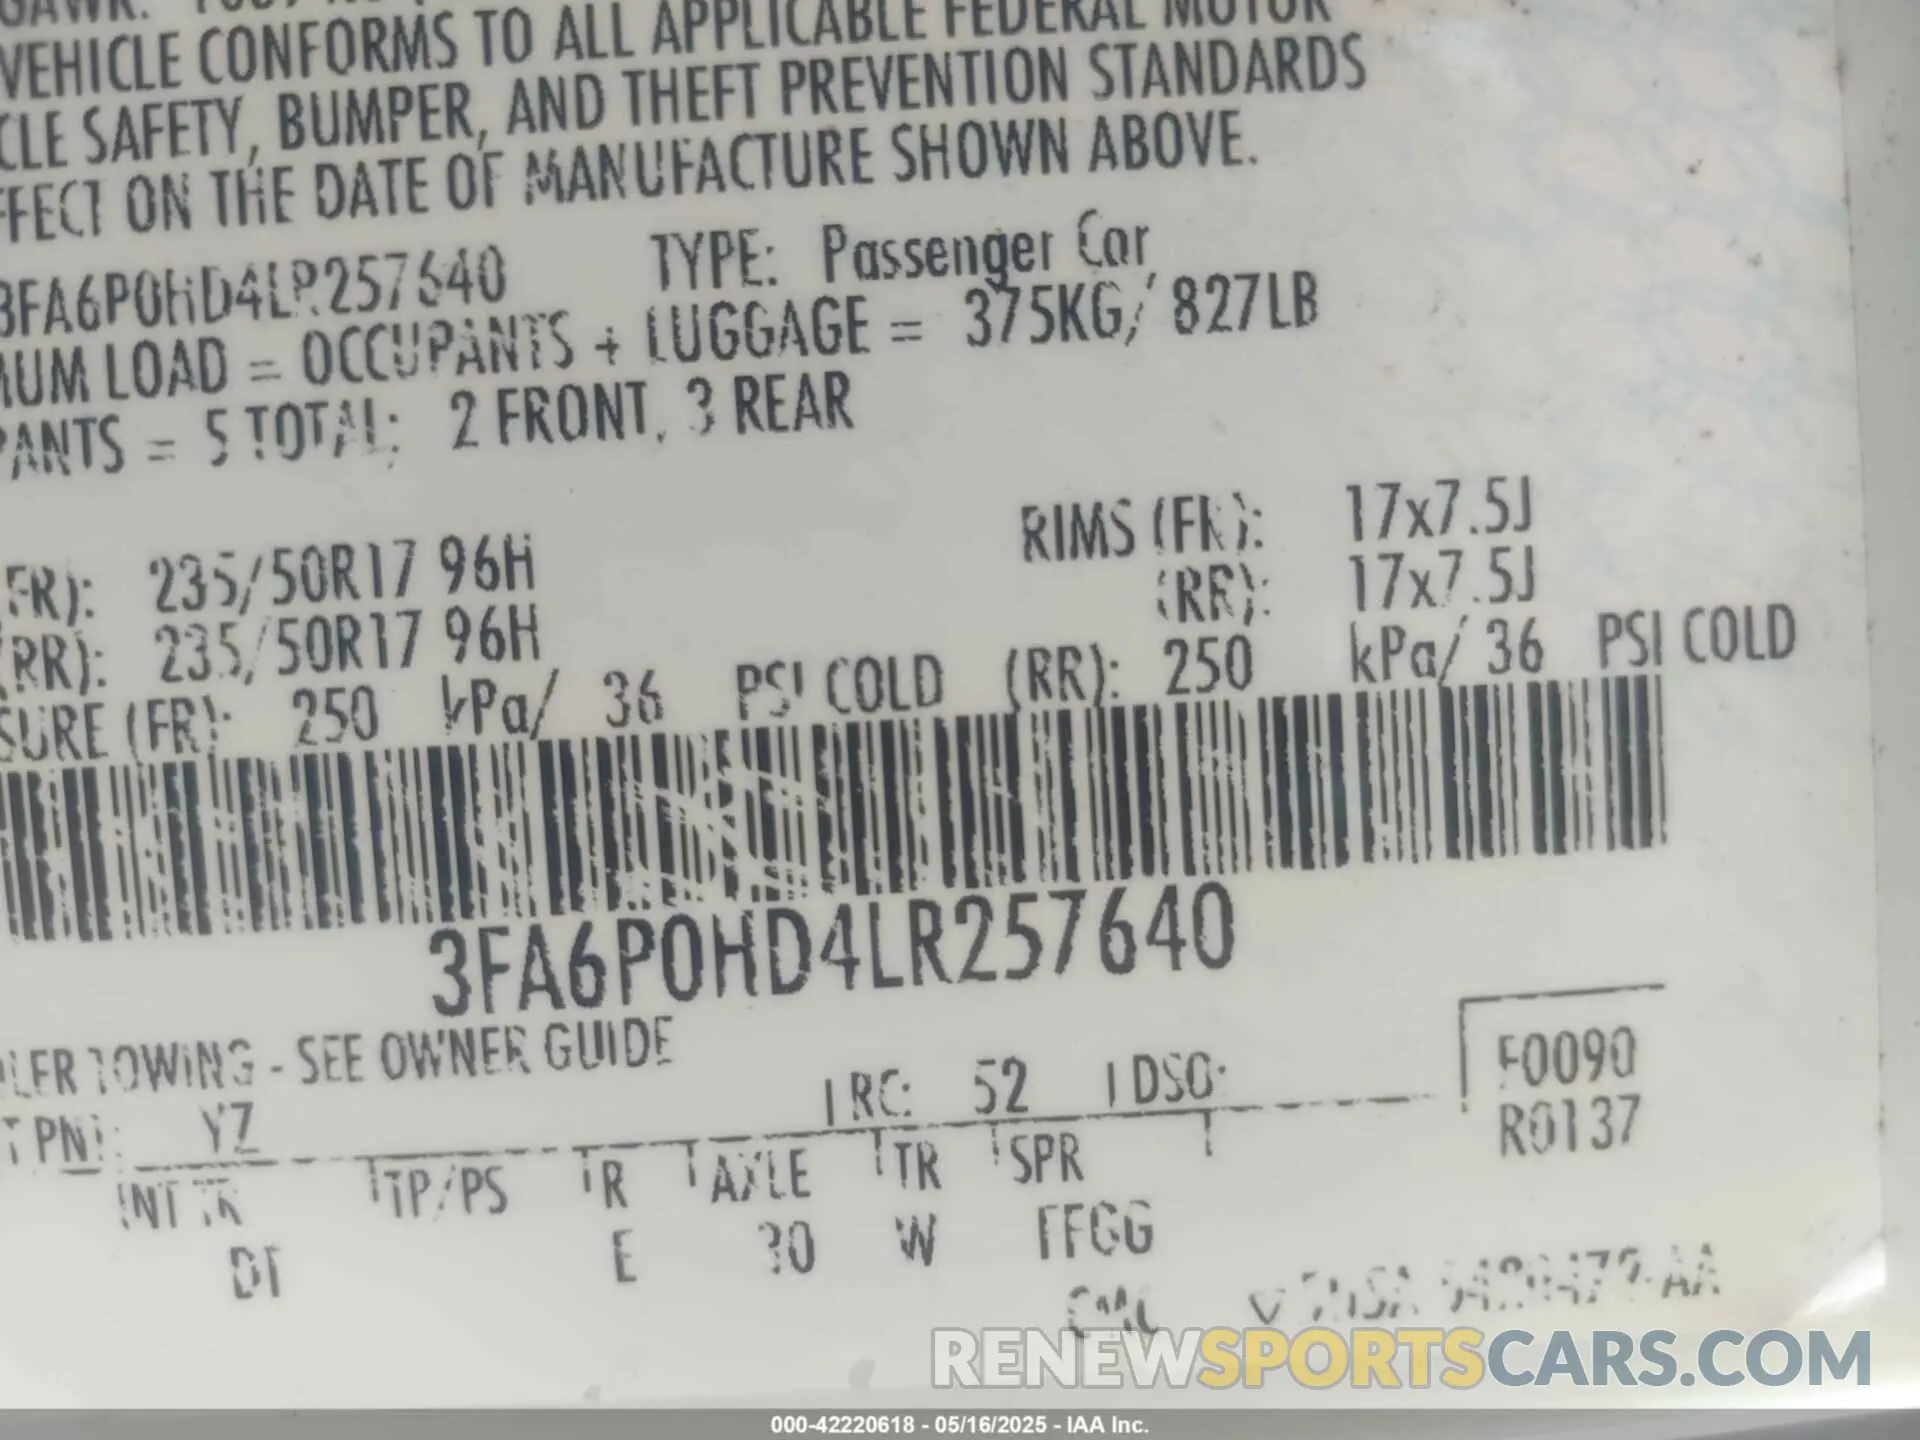 VEHICLE CONFORMS TO ALL APPLICABLE FEDERAL MOTOR
CLE SAFETY, BUMPER, AND THEFT PREVENTION STANDARDS
FFECT ON THE DATE OF MANUFACTURE SHOWN ABOVE.
3FA6P0HD4LR257640 TYPE: Passenger Car
MUM LOAD = OCCUPANTS + LUGGAGE = 375KG/ 827LB
PANTS = 5 TOTAL: 2 FRONT, 3 REAR
(FR): 235/50R17 96H RIMS (FR): 17x7.5J
(RR): 235/50R17 96H (RR): 17x7.5J
SURE (FR): 250 kPa/ 36 PSI COLD (RR): 250 kPa/ 36 PSI COLD
3FA6P0HD4LR257640
LER TOWING - SEE OWNER GUIDE
F0090
T PNT: YZ RC: 52 DSO:
R0137
INT TR TP/PS R AXLE TR SPR
E W FFGG
RENEWSPORTSCARS.COM
000-42220618 - 05/16/2025 - IAA Inc.